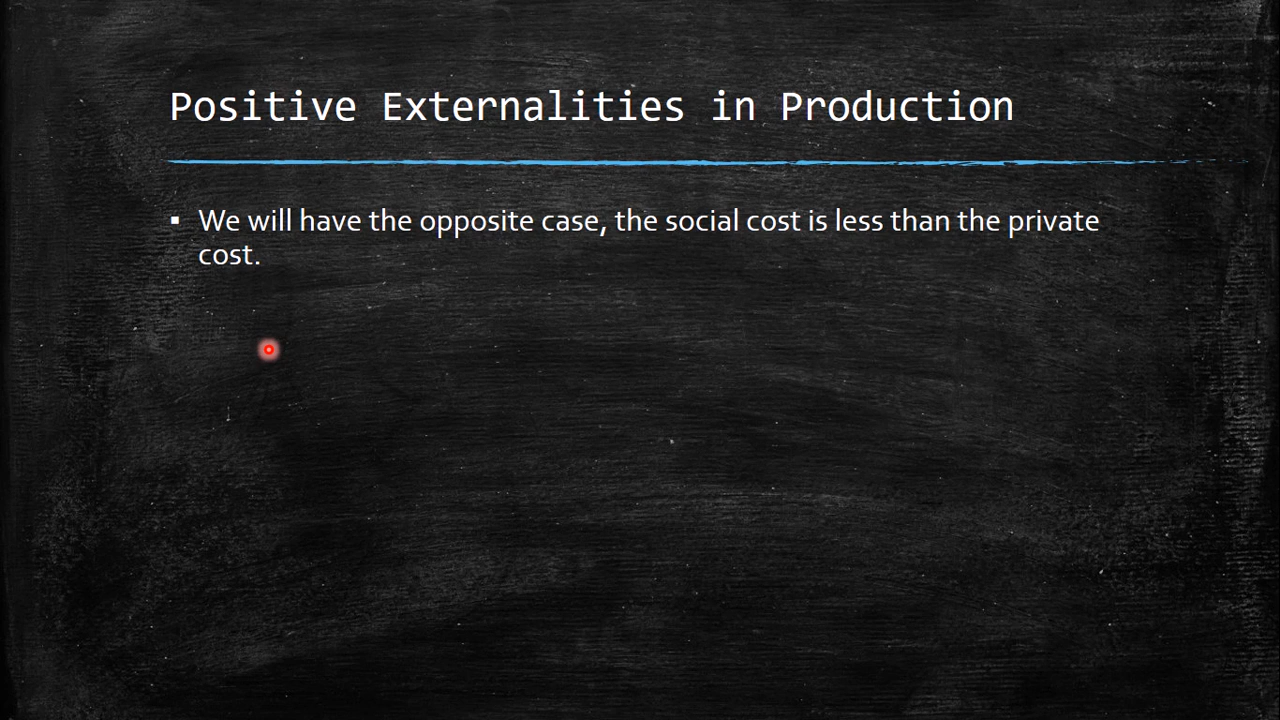 Positive Externalities in Production
▪ We will have the opposite case, the social cost is less than the private
cost.